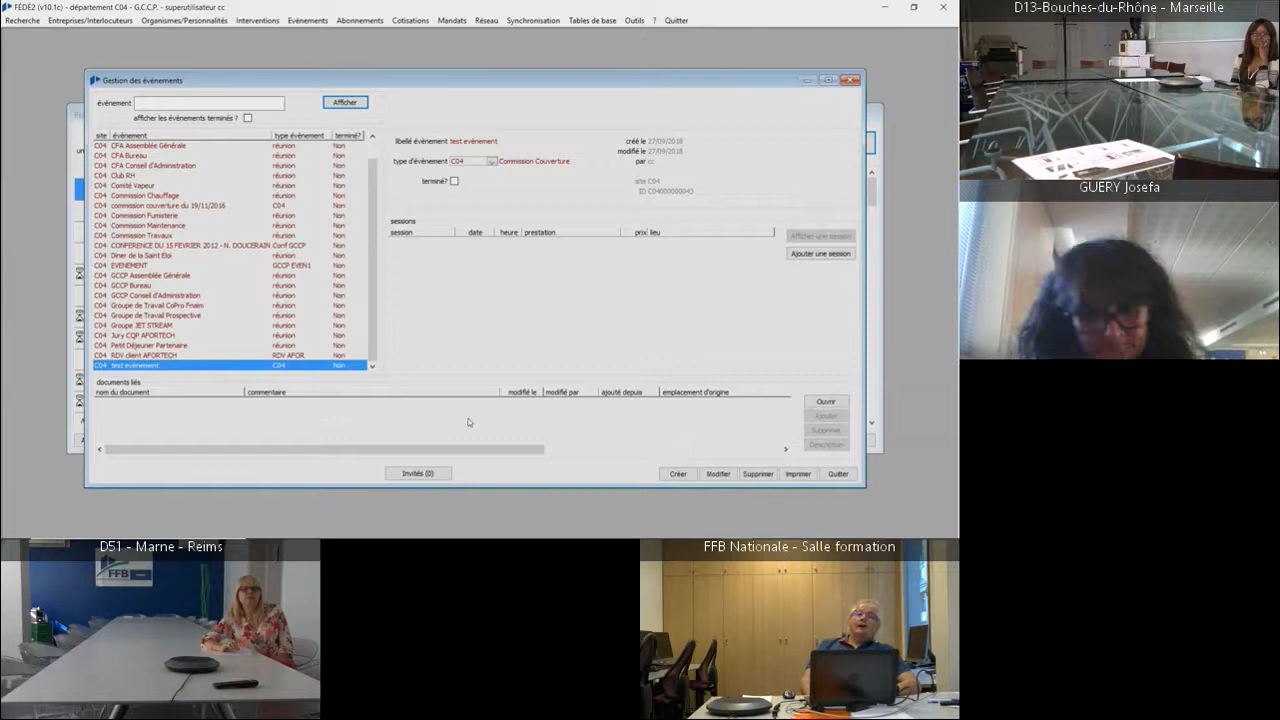 FÉDÉ2 (v10.1c) - département C04 - G.C.C.P. - superutilisateur cc
Recherche Entreprises/Interlocuteurs Organismes/Personnalités Interventions Evénements Abonnements Cotisations Mandats Réseau Synchronisation Tables de base Outils ? Quitter
Gestion des événements
évènement Afficher
afficher les évènements terminés ?
site évènement type évènement terminé?
C04 CFA Assemblée Générale réunion Non
C04 CFA Bureau réunion Non
C04 CFA Conseil d'Administration réunion Non
C04 Club RH réunion Non
C04 Comité Vapeur réunion Non
C04 Commission Chauffage réunion Non
C04 commission couverture du 19/11/2016 C04 Non
C04 Commission Fumisterie réunion Non
C04 Commission Maintenance réunion Non
C04 Commission Travaux réunion Non
C04 CONFERENCE DU 15 FEVRIER 2012 - N. DOUCERAIN Conf GCCP Non
C04 Diner de la Saint Eloi réunion Non
C04 EVENEMENT GCCP EVEN1 Non
C04 GCCP Assemblée Générale réunion Non
C04 GCCP Bureau réunion Non
C04 GCCP Conseil d'Administration réunion Non
C04 Groupe de Travail CoPro Fnaim réunion Non
C04 Groupe de Travail Prospective réunion Non
C04 Groupe JET STREAM réunion Non
C04 Jury CQP AFORTECH réunion Non
C04 Petit Déjeuner Partenaire réunion Non
C04 RDV client AFORTECH RDV AFOR. Non
C04 test evènement C04 Non
libellé évènement test evènement
créé le 27/09/2018
modifié le 27/09/2018
type d'évènement C04 Commission Couverture
par cc
terminé?
site C04
ID C04000000043
sessions
session date heure prestation prix lieu
Afficher une session
Ajouter une session
documents liés
nom du document commentaire modifié le modifié par ajouté depuis emplacement d'origine
Ouvrir
Ajouter
Supprimer
Description
Invités (0) Créer Modifier Supprimer Imprimer Quitter
D13-Bouches-du-Rhône - Marseille
GUERY Josefa
D51 - Marne - Reims
FFB
FFB Nationale - Salle formation